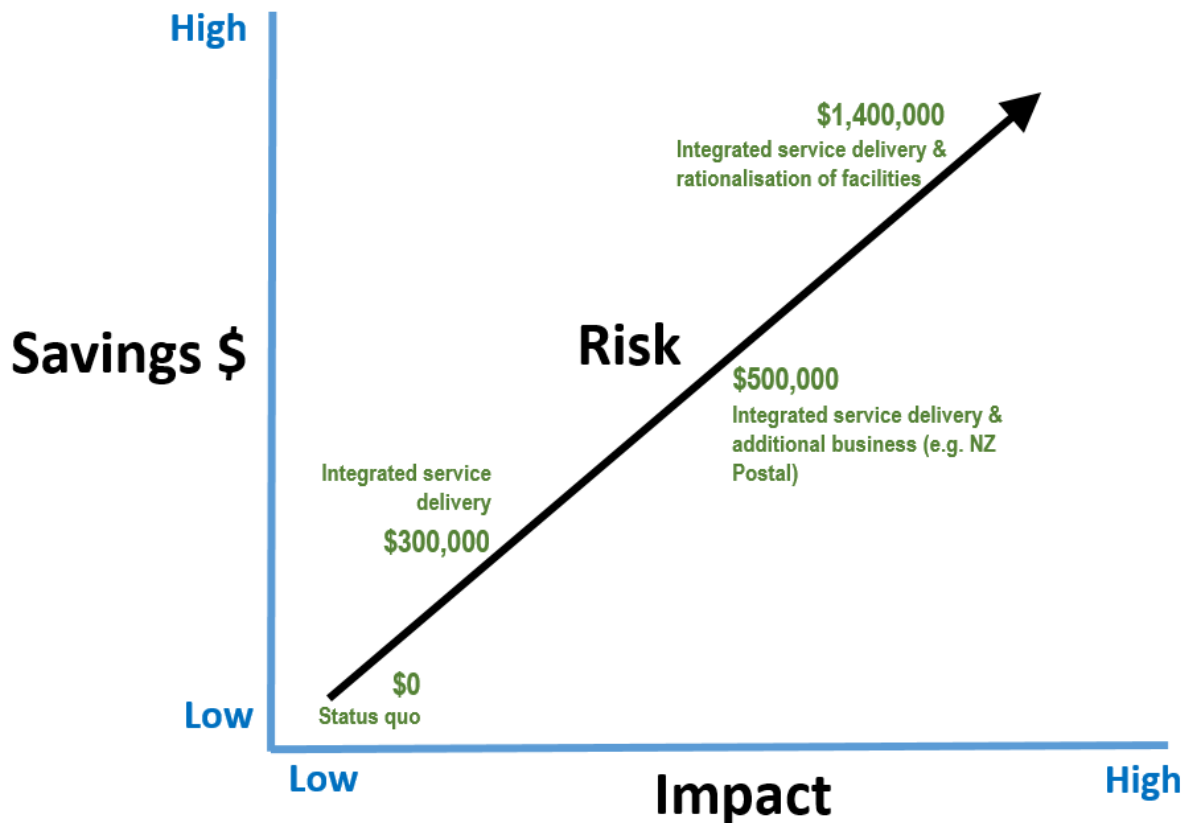 High
$1,400,000
Integrated service delivery &
rationalisation of facilities
Savings $
Risk
$500,000
Integrated service delivery &
additional business (e.g. NZ
Postal)
Integrated service
delivery
$300,000
$0
Status quo
Low
Low
Impact
High